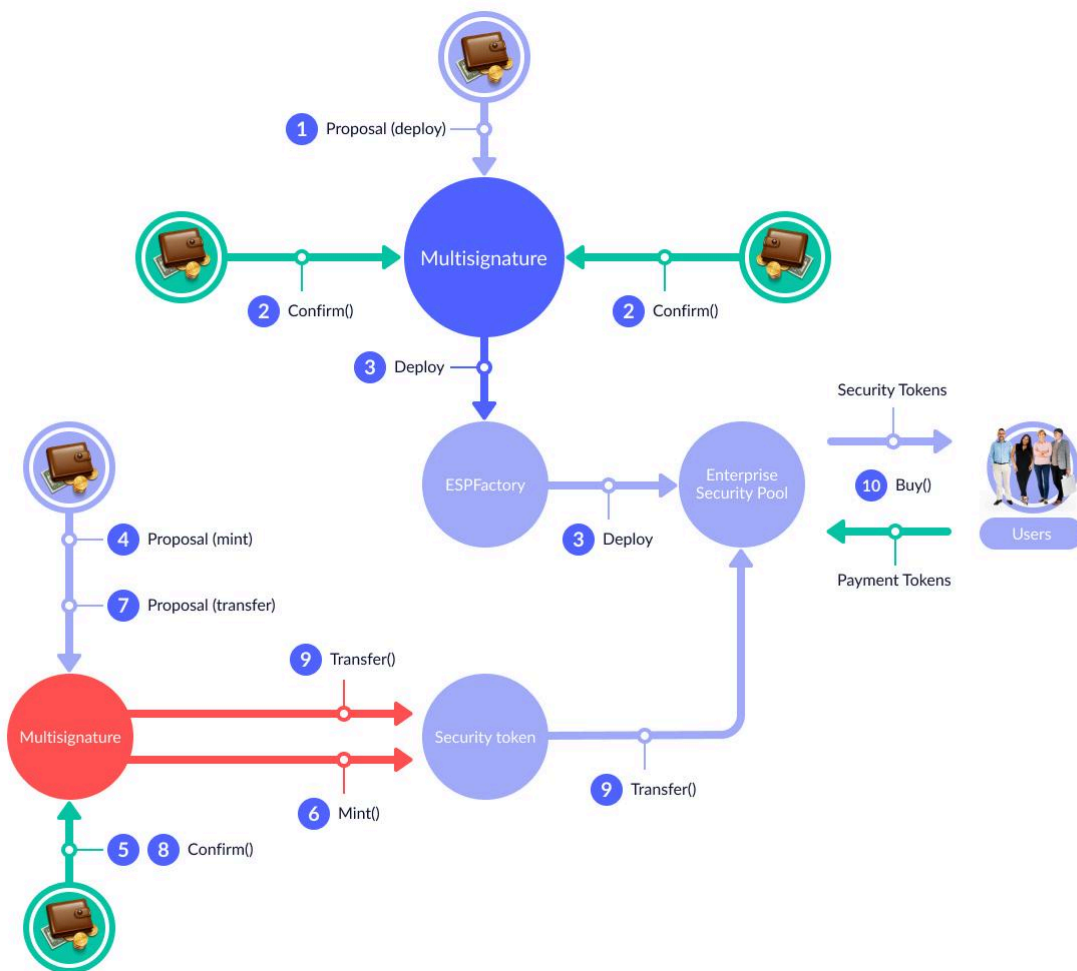 1 Proposal (deploy)
Multisignature
2 Confirm()
2 Confirm()
3 Deploy
Security Tokens
ESPFactory
Enterprise
Security Pool
10 Buy()
Users
4 Proposal (mint)
3 Deploy
Payment Tokens
7 Proposal (transfer)
9 Transfer()
Multisignature
Security token
9 Transfer()
6 Mint()
5 8 Confirm()